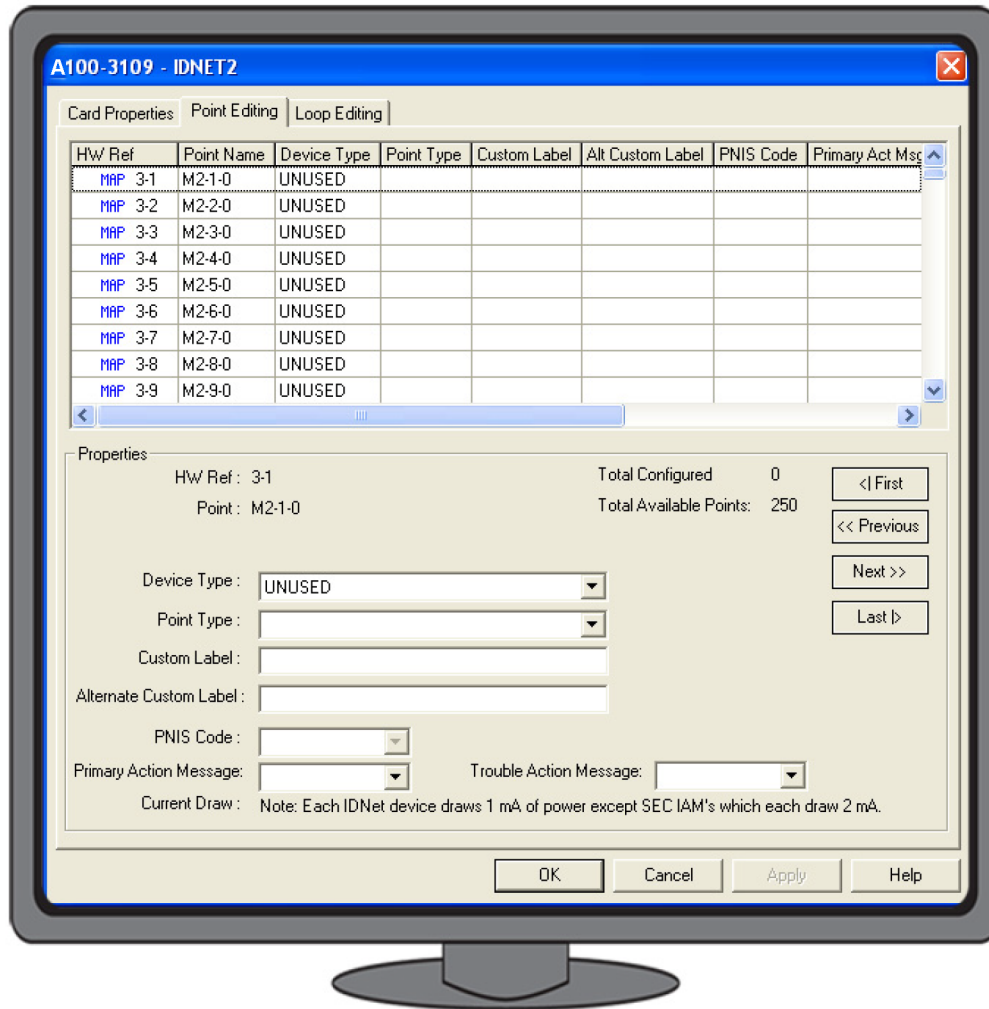 A100-3109 - IDNET2
Card Properties Point Editing Loop Editing
HW Ref Point Name Device Type Point Type Custom Label Alt Custom Label PNIS Code Primary Act Msg
MAP 3-1 M2-1-0 UNUSED
MAP 3-2 M2-2-0 UNUSED
MAP 3-3 M2-3-0 UNUSED
MAP 3-4 M2-4-0 UNUSED
MAP 3-5 M2-5-0 UNUSED
MAP 3-6 M2-6-0 UNUSED
MAP 3-7 M2-7-0 UNUSED
MAP 3-8 M2-8-0 UNUSED
MAP 3-9 M2-9-0 UNUSED
Properties
HW Ref : 3-1 Total Configured 0 <| First
Point : M2-1-0 Total Available Points: 250
<< Previous
Device Type : UNUSED Next >>
Point Type : Last |>
Custom Label :
Alternate Custom Label :
PNIS Code :
Primary Action Message: Trouble Action Message:
Current Draw : Note: Each IDNet device draws 1 mA of power except SEC IAM's which each draw 2 mA.
OK Cancel Apply Help